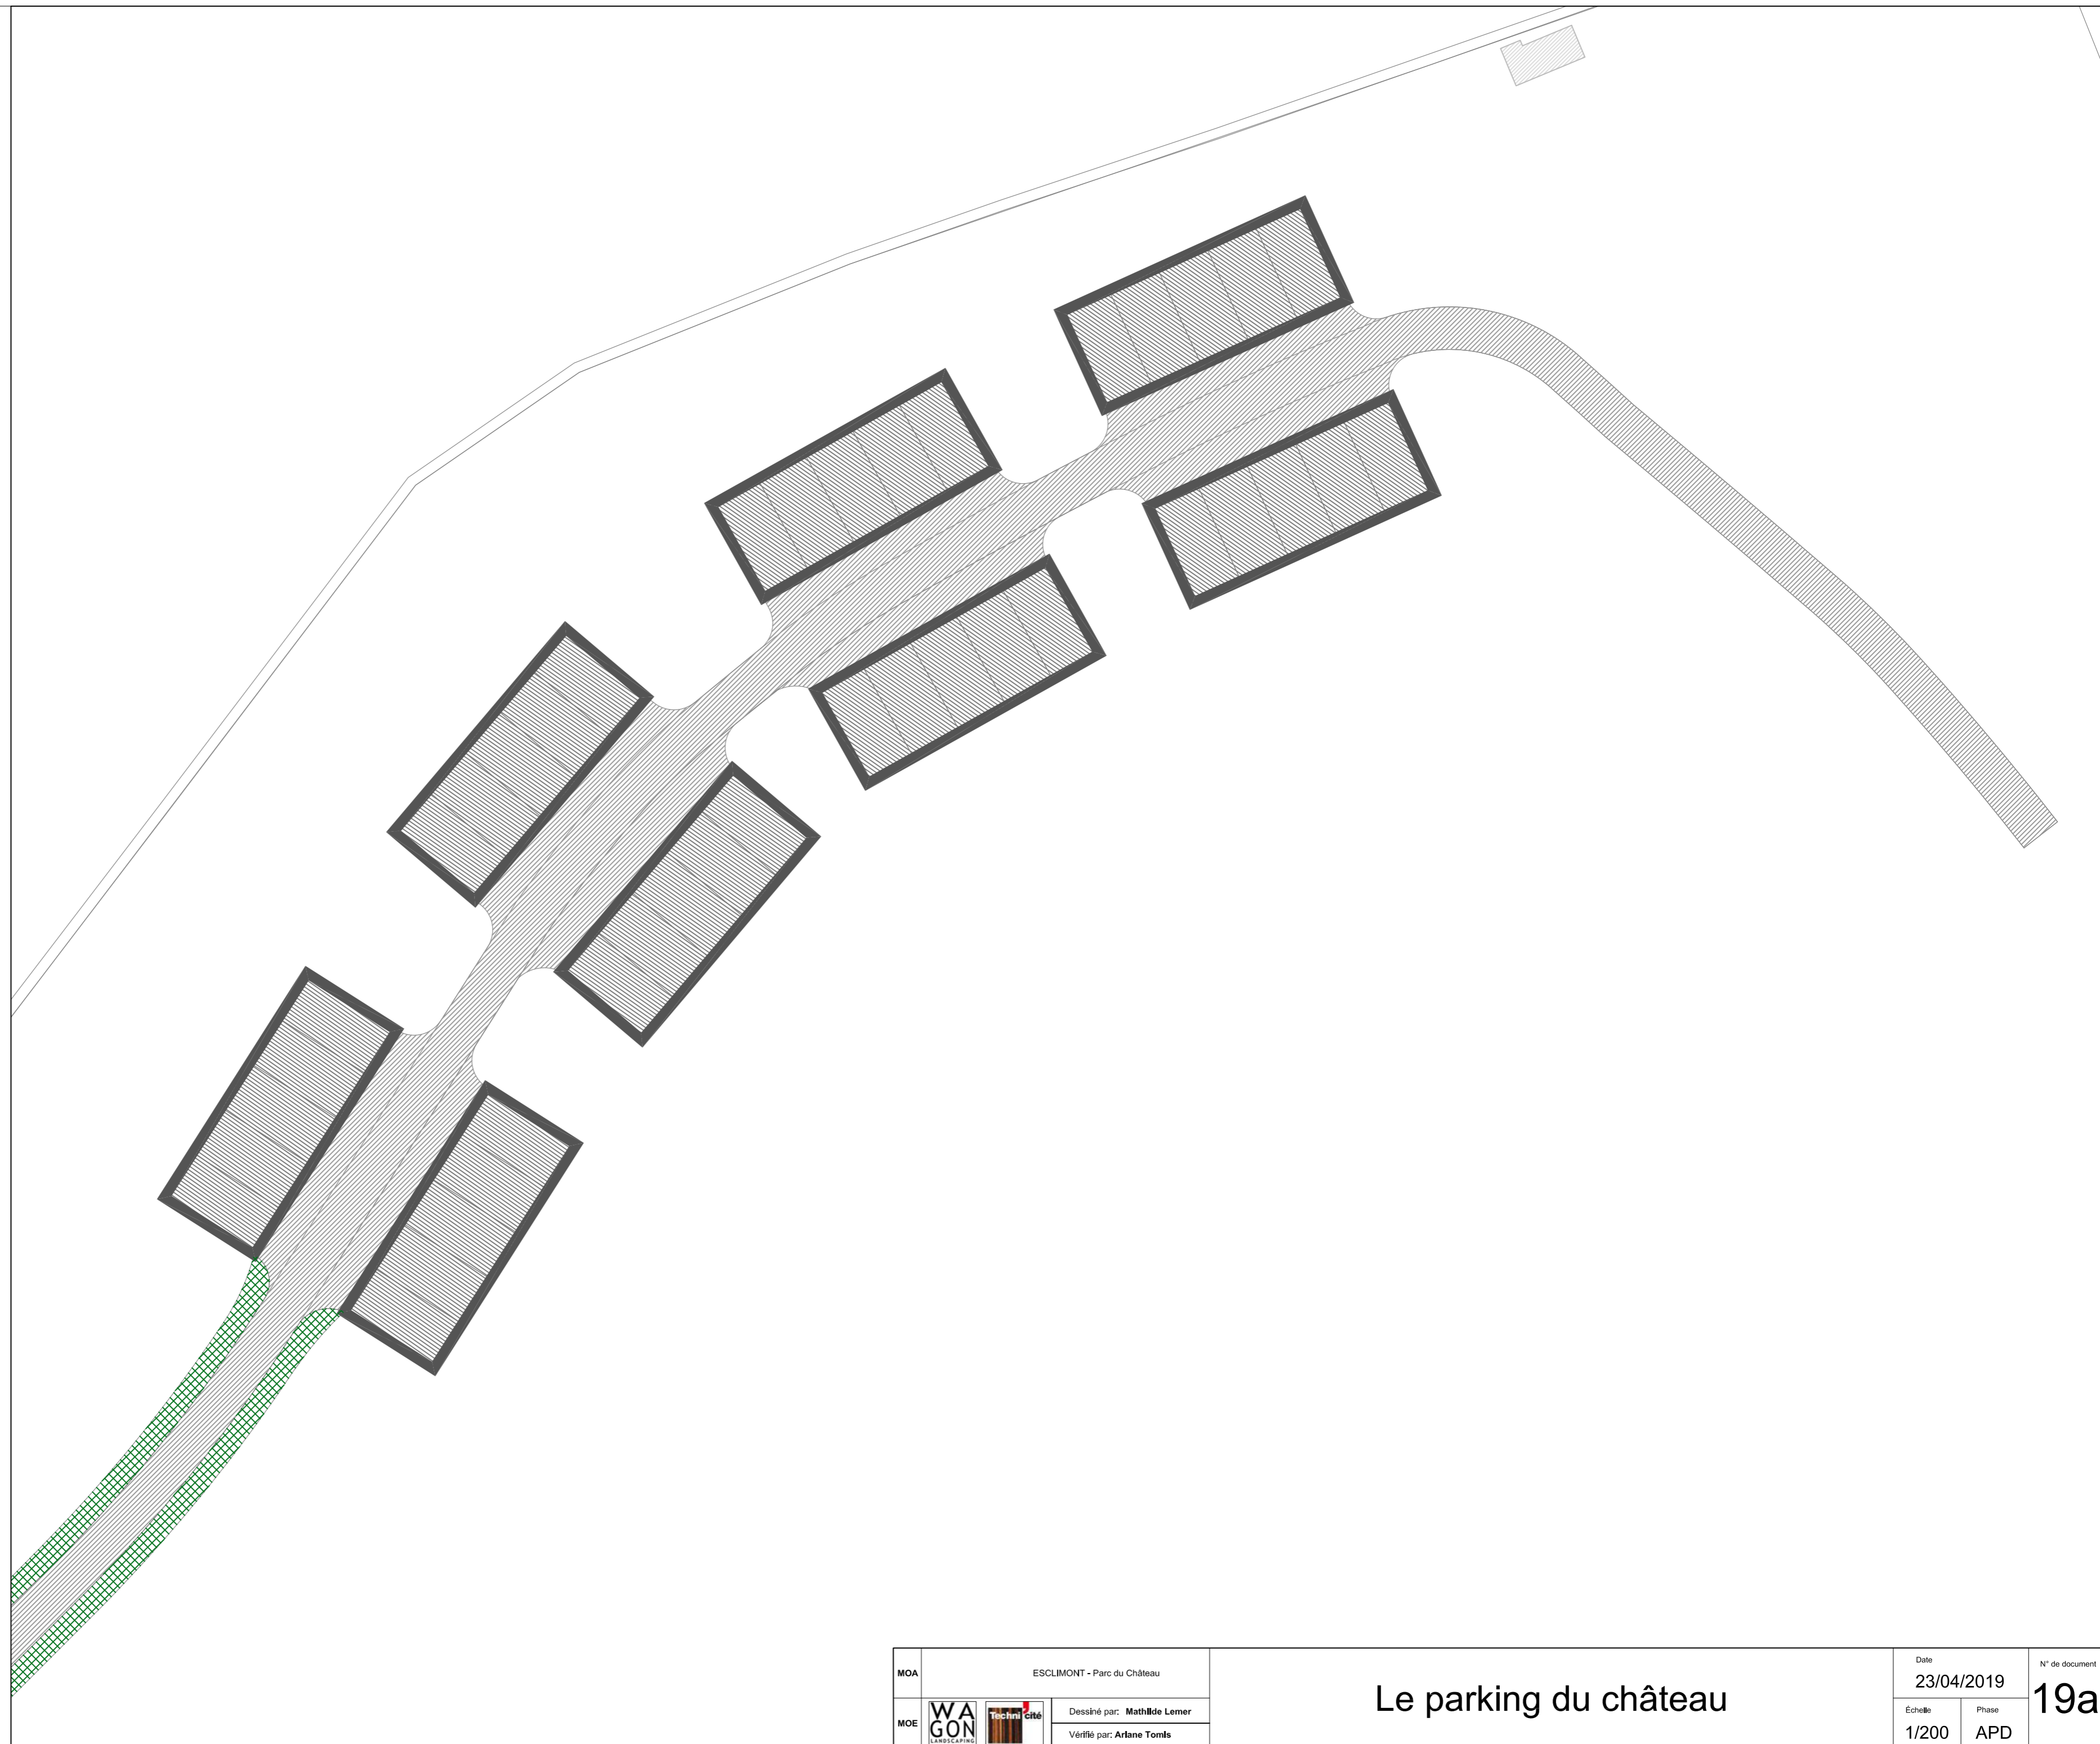 MOA
ESCLIMONT - Parc du Château
MOE
WA
GON
LANDSCAPING
Techni'cité
Dessiné par: Mathilde Lemer
Vérifié par: Ariane Tomis
Le parking du château
Date
23/04/2019
Échelle
1/200
Phase
APD
N° de document
19a